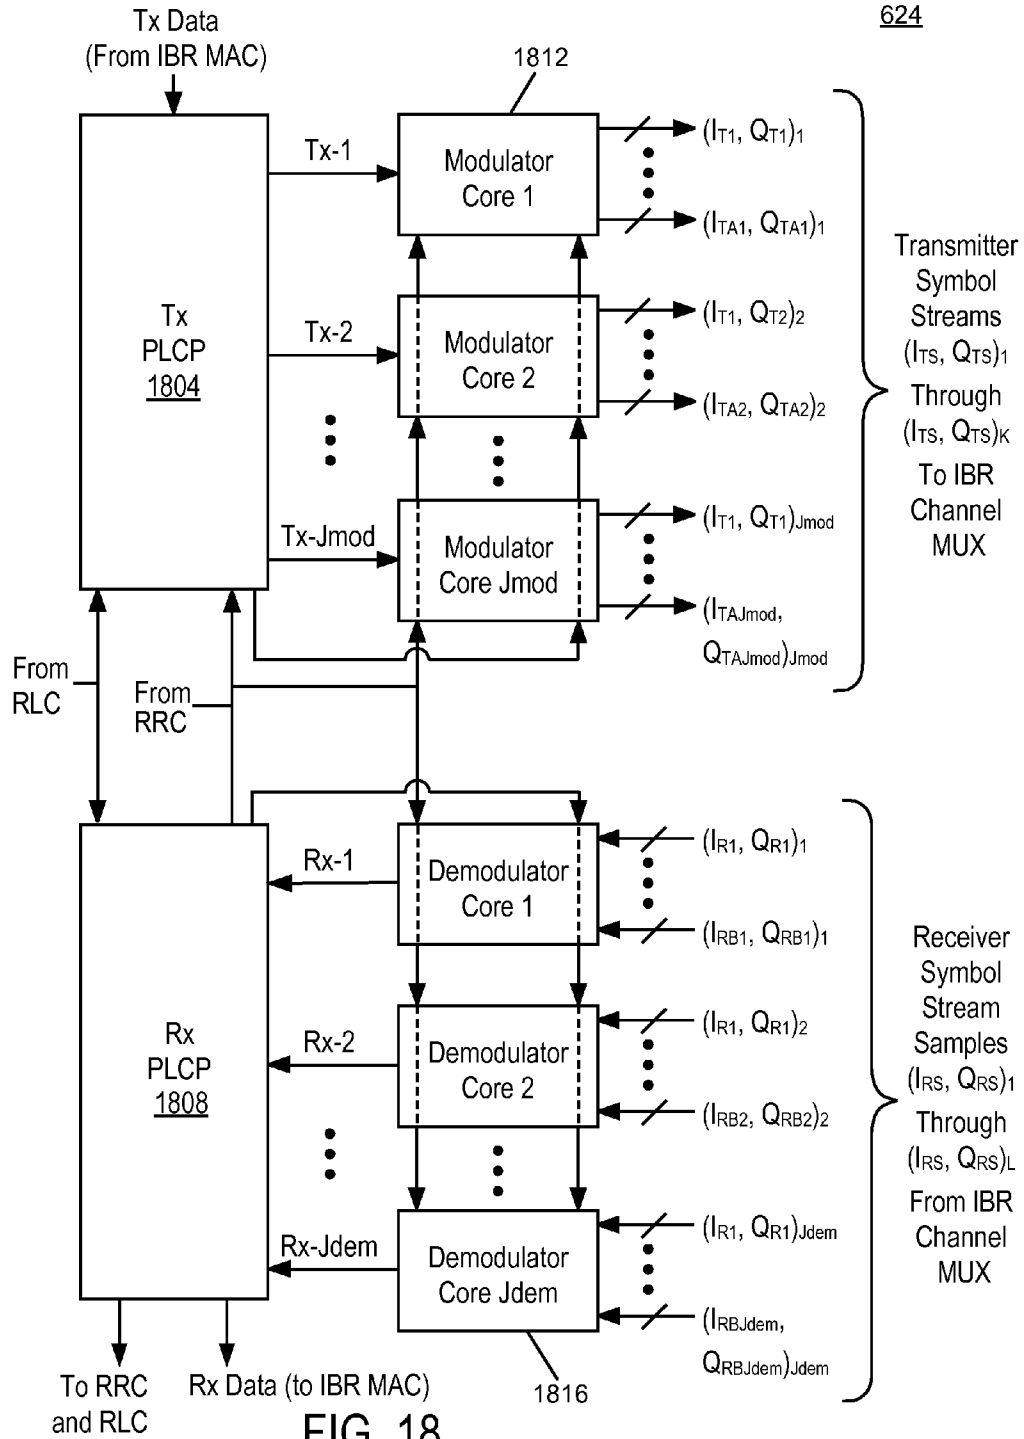 624
Tx Data
(From IBR MAC)
1812
Tx
PLCP
1804
Tx-1
Tx-2
Tx-Jmod
Modulator
Core 1
Modulator
Core 2
Modulator
Core Jmod
(IT1, QT1)1
(ITA1, QTA1)1
(IT1, QT2)2
(ITA2, QTA2)2
(IT1, QT1)Jmod
(ITAJmod,
QTAJmod)Jmod
Transmitter
Symbol
Streams
(ITS, QTS)1
Through
(ITS, QTS)K
To IBR
Channel
MUX
From
RLC
From
RRC
Rx
PLCP
1808
Rx-1
Rx-2
Rx-Jdem
Demodulator
Core 1
Demodulator
Core 2
Demodulator
Core Jdem
(IR1, QR1)1
(IRB1, QRB1)1
(IR1, QR1)2
(IRB2, QRB2)2
(IR1, QR1)Jdem
(IRBJdem,
QRBJdem)Jdem
Receiver
Symbol
Stream
Samples
(IRS, QRS)1
Through
(IRS, QRS)L
From IBR
Channel
MUX
To RRC
and RLC
Rx Data (to IBR MAC)
1816
FIG. 18